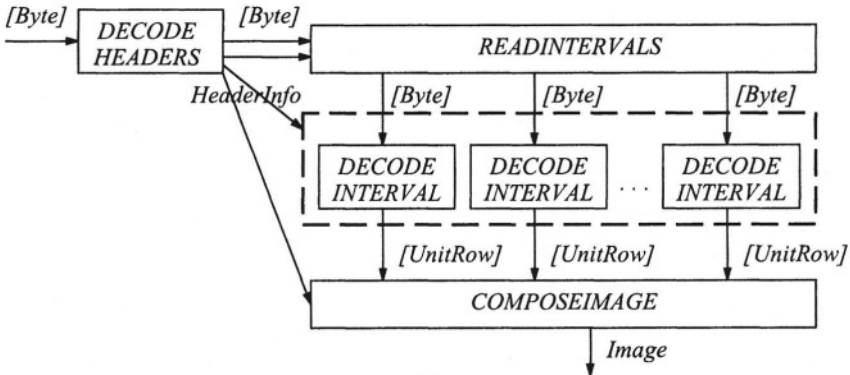 [Byte]
DECODE
HEADERS
[Byte]
READINTERVALS
HeaderInfo
[Byte]
[Byte]
[Byte]
DECODE
INTERVAL
DECODE
INTERVAL
. . .
DECODE
INTERVAL
[UnitRow]
[UnitRow]
[UnitRow]
COMPOSEIMAGE
Image